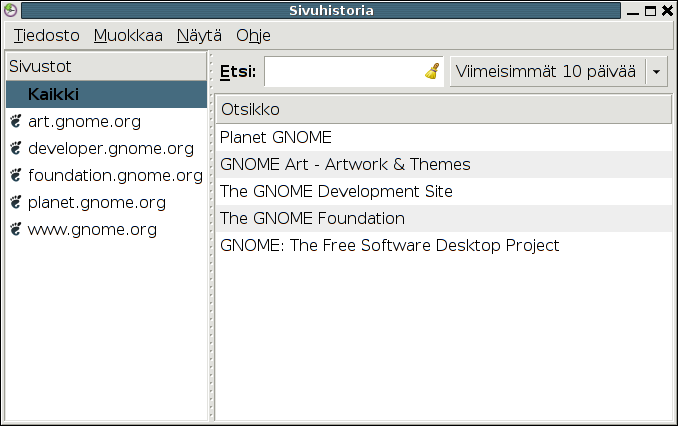 Sivuhistoria
Tiedosto Muokkaa Näytä Ohje
Sivustot
Kaikki
art.gnome.org
developer.gnome.org
foundation.gnome.org
planet.gnome.org
www.gnome.org
Etsi: Viimeisimmät 10 päivää
Otsikko
Planet GNOME
GNOME Art - Artwork & Themes
The GNOME Development Site
The GNOME Foundation
GNOME: The Free Software Desktop Project